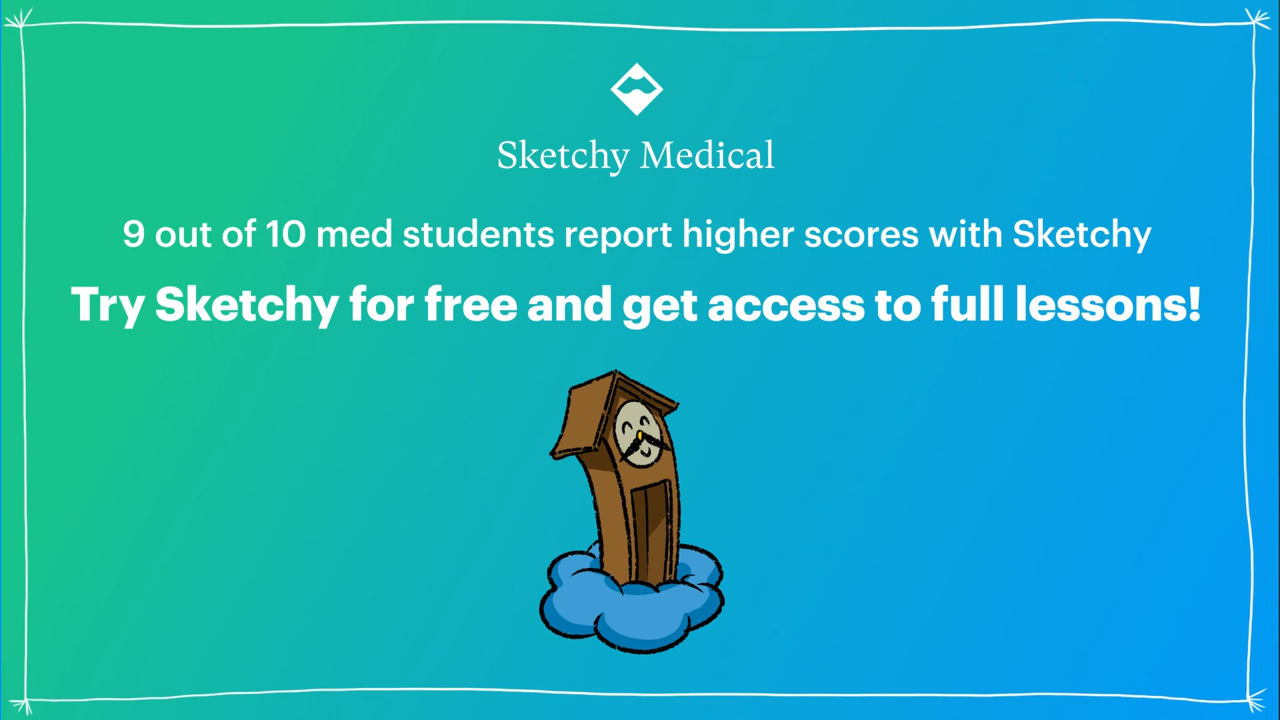 Sketchy Medical
9 out of 10 med students report higher scores with Sketchy
Try Sketchy for free and get access to full lessons!